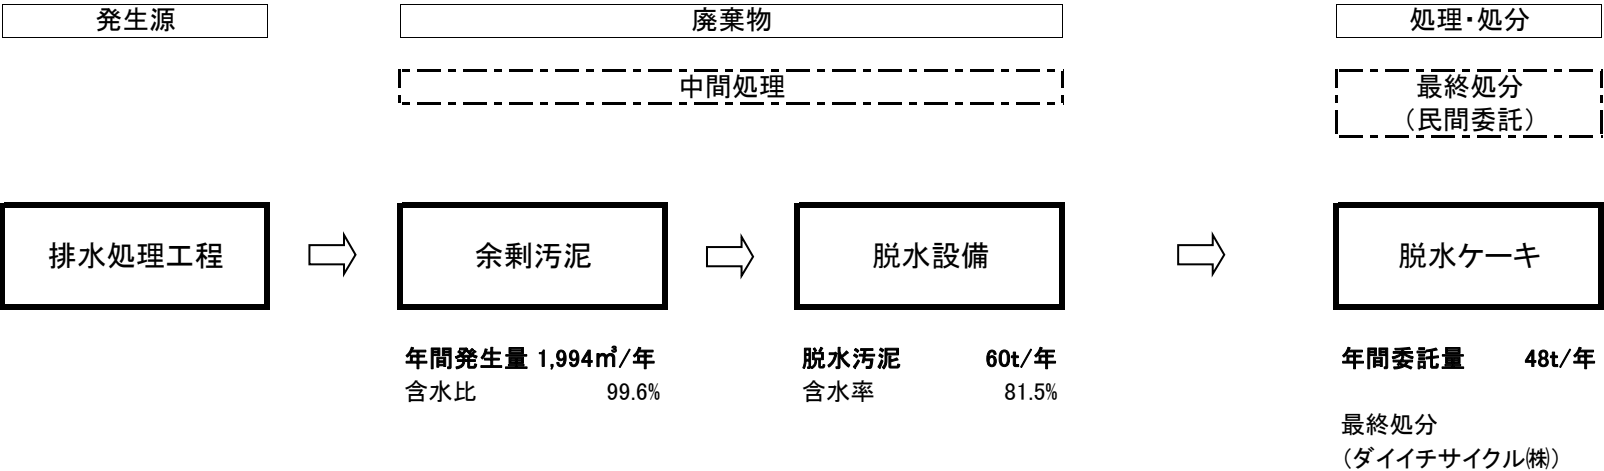 発生源
廃棄物
処理・処分
中間処理
最終処分
（民間委託）
排水処理工程
余剰汚泥
脱水設備
脱水ケーキ
年間発生量 1,994㎥/年
含水比 99.6%
脱水汚泥 60t/年
含水率 81.5%
年間委託量 48t/年
最終処分
（ダイイチサイクル㈱）